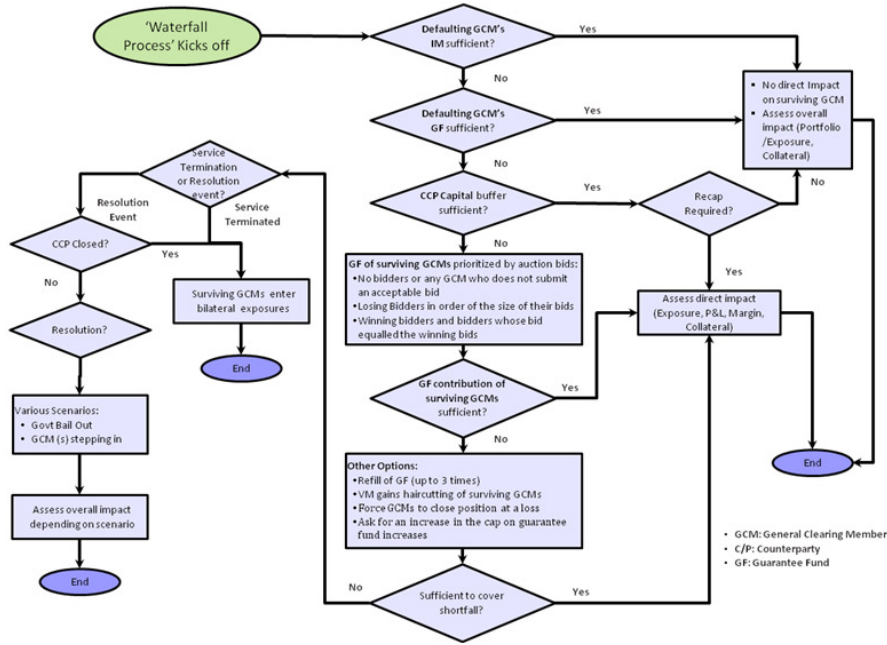 ‘Waterfall
Process’ Kicks off
Defaulting GCM’s
IM sufficient?
Yes
No
Defaulting GCM’s
GF sufficient?
Yes
▪ No direct Impact
on surviving GCM
▪ Assess overall
impact (Portfolio
/Exposure,
Collateral)
No
Service
Termination
or Resolution
event?
CCP Capital buffer
sufficient?
Yes
Recap
Required?
No
Resolution
Event
Service
Terminated
CCP Closed?
Yes
No
No
Yes
GF of surviving GCMs prioritized by auction bids
•No bidders or any GCM who does not submit
an acceptable bid
•Losing Bidders in order of the size of their bids
•Winning bidders and bidders whose bid
equalled the winning bids
Surviving GCMs enter
bilateral exposures
Assess direct impact
(Exposure, P&L, Margin,
Collateral)
Resolution?
End
GF contribution of
surviving GCMs
sufficient?
Yes
No
Various Scenarios:
• Govt Bail Out
• GCM (s) stepping in
End
Other Options:
•Refill of GF (up to 3 times)
•VM gains haircutting of surviving GCMs
•Force GCMs to close position at a loss
•Ask for an increase in the cap on guarantee
fund increases
Assess overall impact
depending on scenario
• GCM: General Clearing Member
• C/P: Counterparty
• GF: Guarantee Fund
End
No
Sufficient to cover
shortfall?
Yes